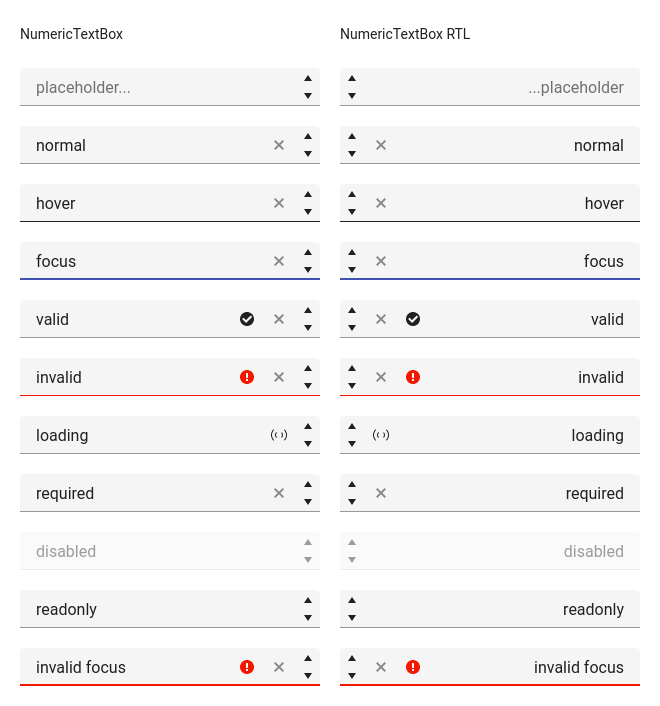 NumericTextBox
NumericTextBox RTL
placeholder...
...placeholder
normal
normal
hover
hover
focus
focus
valid
valid
invalid
invalid
loading
loading
required
required
disabled
disabled
readonly
readonly
invalid focus
invalid focus